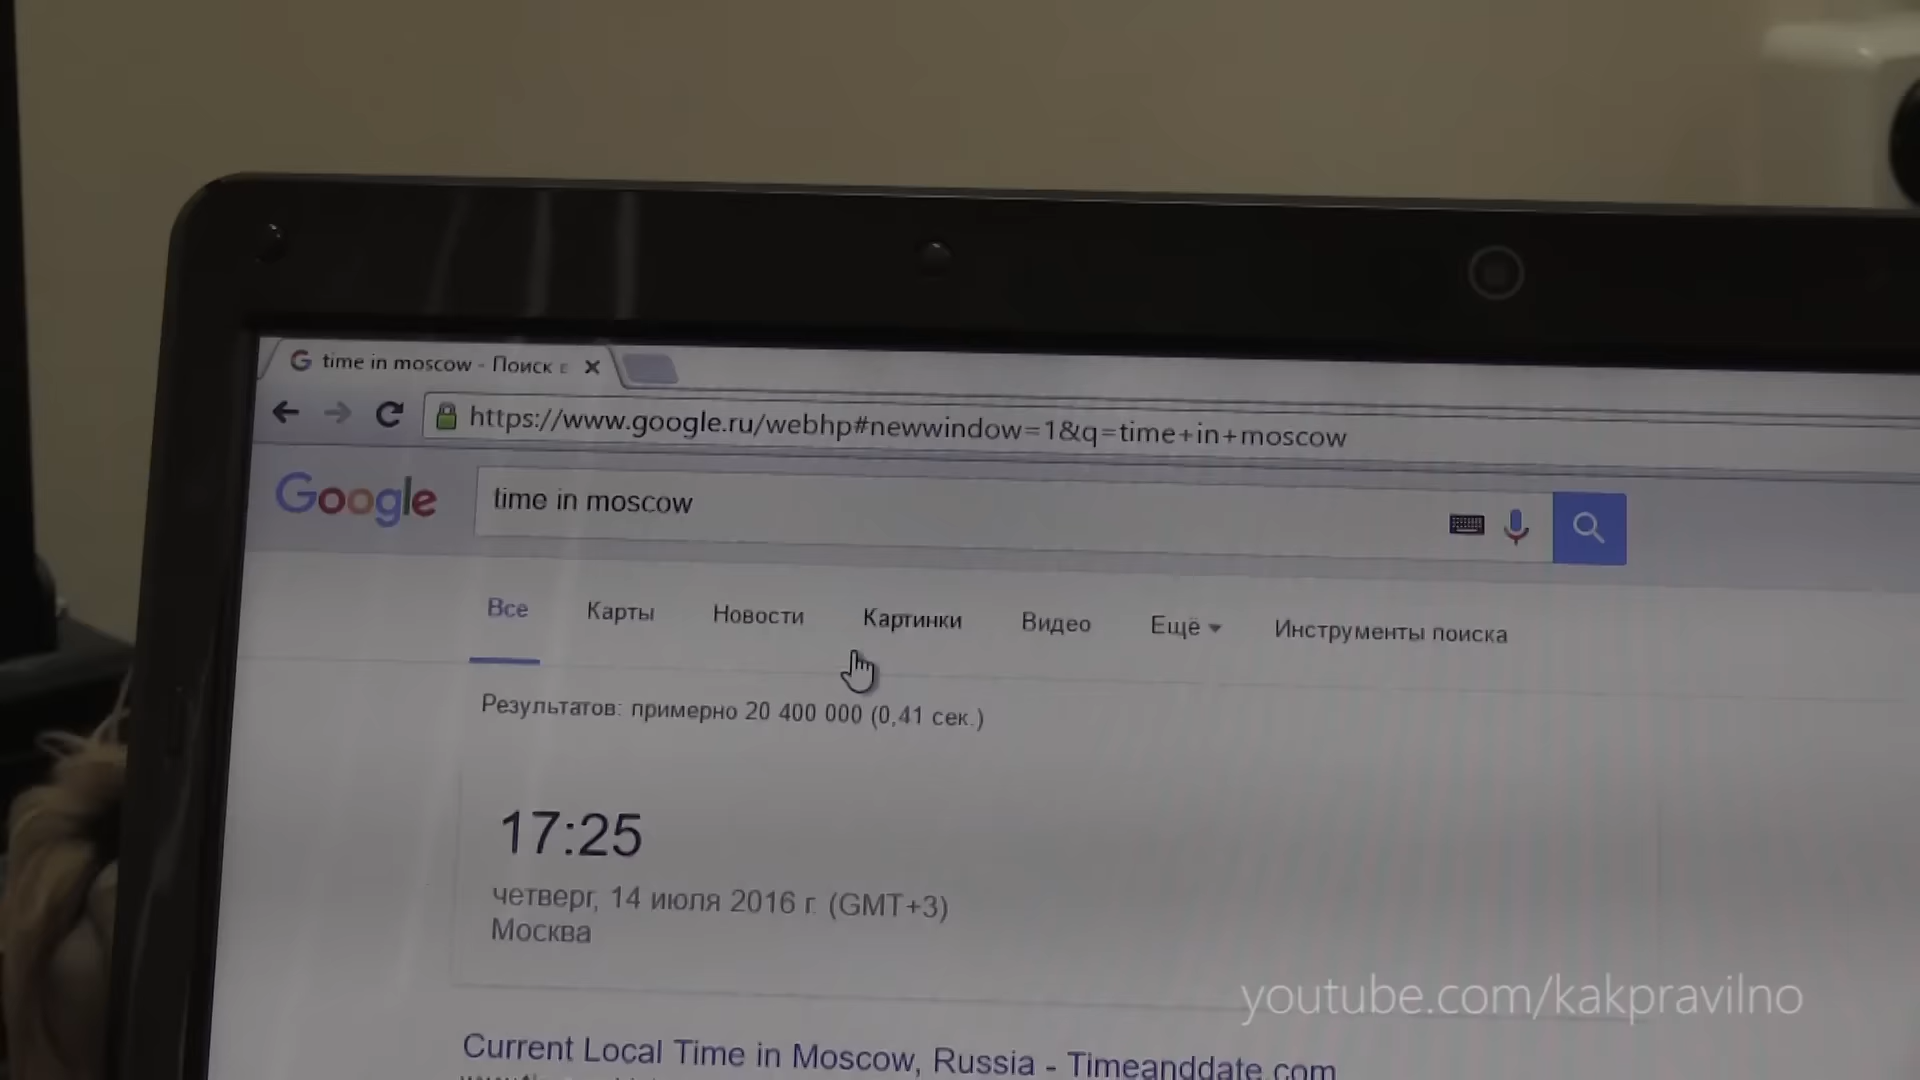 time in moscow - Поиск
https://www.google.ru/webhp#newwindow=1&q=time+in+moscow
Google
time in moscow
Все Карты Новости Картинки Видео Ещё Инструменты поиска
Результатов: примерно 20 400 000 (0,41 сек.)
17:25
четверг, 14 июля 2016 г. (GMT+3)
Москва
youtube.com/kakpravilno
Current Local Time in Moscow, Russia - Timeanddate.com